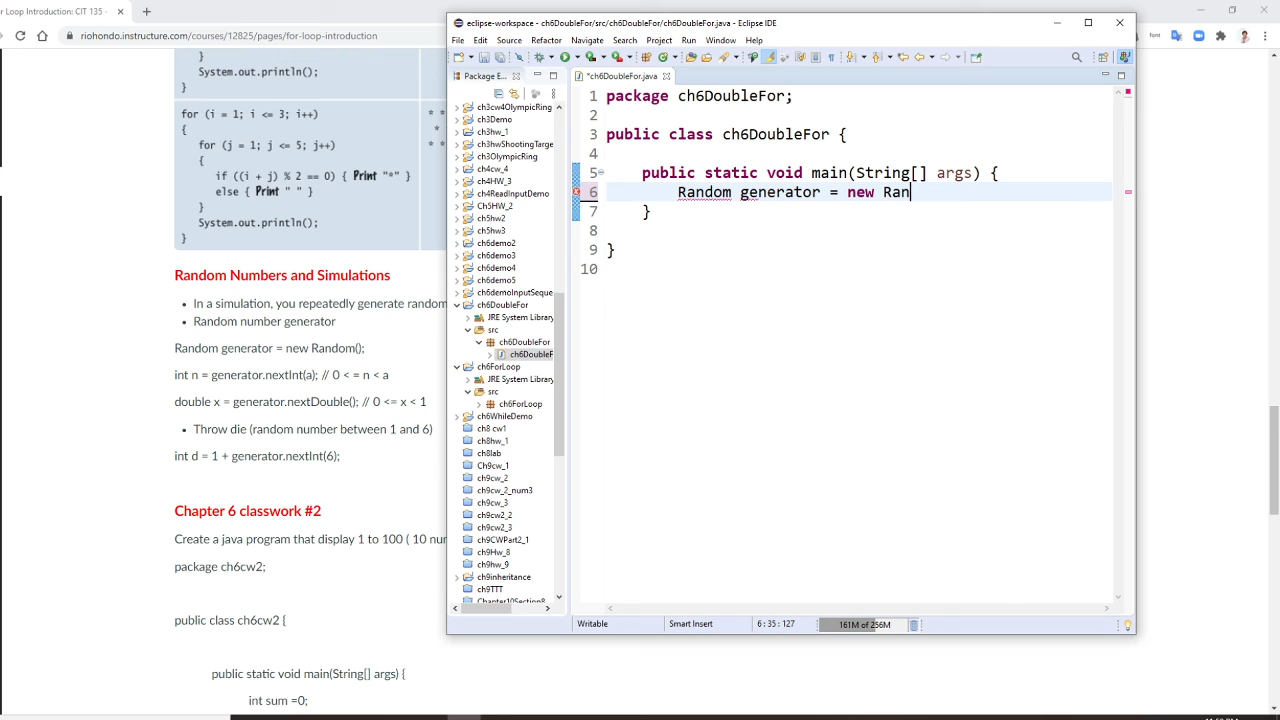 r Loop Introduction: CIT 135 -
riohondo.instructure.com/courses/12825/pages/for-loop-introduction
}
System.out.println();
}
for (i = 1; i <= 3; i++)
{
for (j = 1; j <= 5; j++)
{
if ((i + j) % 2 == 0) { Print "*" }
else { Print " " }
}
System.out.println();
}
* *
*
* *
Random Numbers and Simulations
• In a simulation, you repeatedly generate random
• Random number generator
Random generator = new Random();
int n = generator.nextInt(a); // 0 < = n < a
double x = generator.nextDouble(); // 0 <= x < 1
• Throw die (random number between 1 and 6)
int d = 1 + generator.nextInt(6);
Chapter 6 classwork #2
Create a java program that display 1 to 100 ( 10 num
package ch6cw2;
public class ch6cw2 {
public static void main(String[] args) {
int sum =0;
eclipse-workspace - ch6DoubleFor/src/ch6DoubleFor/ch6DoubleFor.java - Eclipse IDE
File Edit Source Refactor Navigate Search Project Run Window Help
Package E...
ch3cw4OlympicRing
ch3Demo
ch3hw_1
ch3hwShootingTarge
ch3OlympicRing
ch4cw_4
ch4HW_3
ch4ReadInputDemo
Ch5HW_2
ch5hw2
ch5hw3
ch6demo2
ch6demo3
ch6demo4
ch6demo5
ch6demoInputSeque
ch6DoubleFor
JRE System Library
src
ch6DoubleFor
ch6DoubleF
ch6ForLoop
JRE System Library
src
ch6ForLoop
ch6WhileDemo
ch8 cw1
ch8hw_1
ch8lab
Ch9cw_1
ch9cw_2
ch9cw_2_num3
ch9cw_3
ch9cw2_2
ch9cw2_3
ch9CWPart2_1
ch9Hw_8
ch9hw_9
ch9inheritance
ch9TTT
Chapter10Section8
*ch6DoubleFor.java
1 package ch6DoubleFor;
2
3 public class ch6DoubleFor {
4
5 public static void main(String[] args) {
6 Random generator = new Ran
7 }
8
9 }
10
Writable Smart Insert 6 : 35 : 127 161M of 256M
font